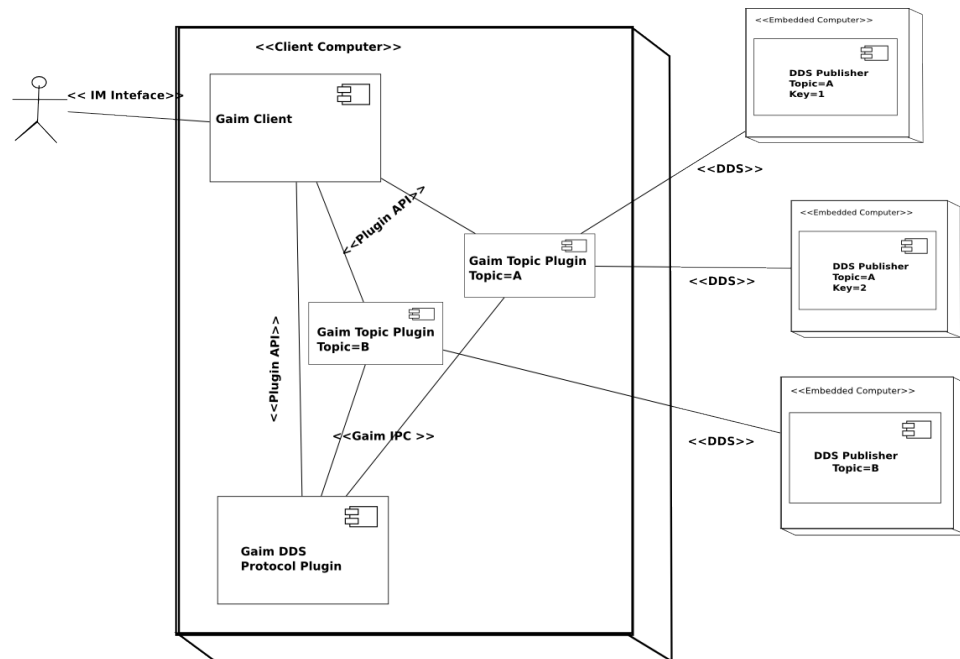 <<Client Computer>>
<< IM Inteface>>
Gaim Client
<<Plugin API>>
Gaim Topic Plugin
Topic=A
Gaim Topic Plugin
Topic=B
<<Plugin API>>
<<Gaim IPC >>
Gaim DDS
Protocol Plugin
<<Embedded Computer>>
DDS Publisher
Topic=A
Key=1
<<DDS>>
<<Embedded Computer>>
DDS Publisher
Topic=A
Key=2
<<DDS>>
<<Embedded Computer>>
DDS Publisher
Topic=B
<<DDS>>